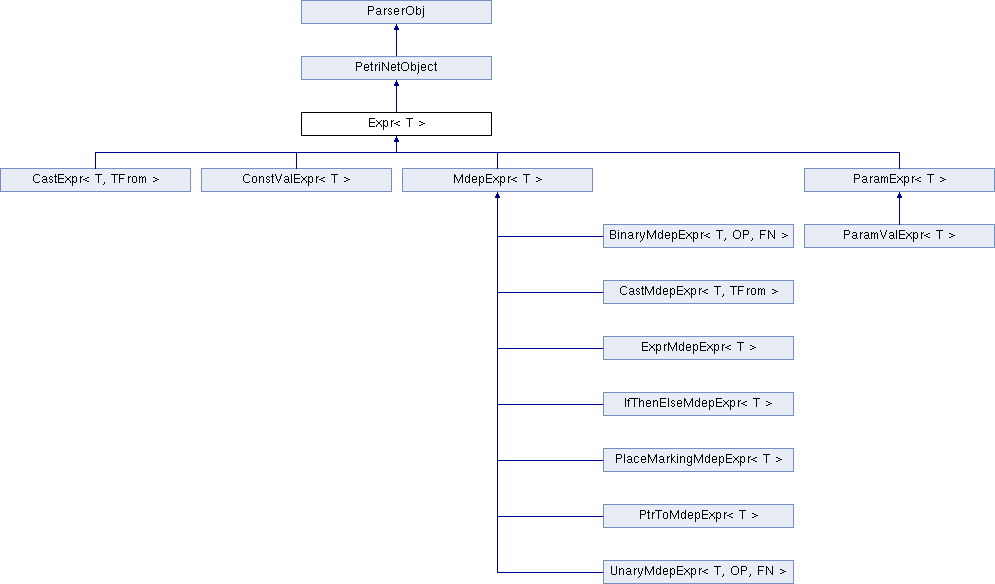 ParserObj
PetriNetObject
Expr< T >
CastExpr< T, TFrom >
ConstValExpr< T >
MdepExpr< T >
ParamExpr< T >
BinaryMdepExpr< T, OP, FN >
ParamValExpr< T >
CastMdepExpr< T, TFrom >
ExprMdepExpr< T >
IfThenElseMdepExpr< T >
PlaceMarkingMdepExpr< T >
PtrToMdepExpr< T >
UnaryMdepExpr< T, OP, FN >